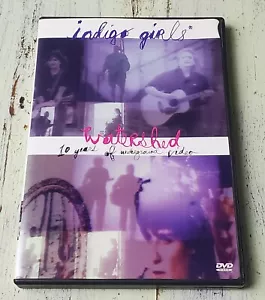 indigo girls®
watershed
10 years of underground video
DVD